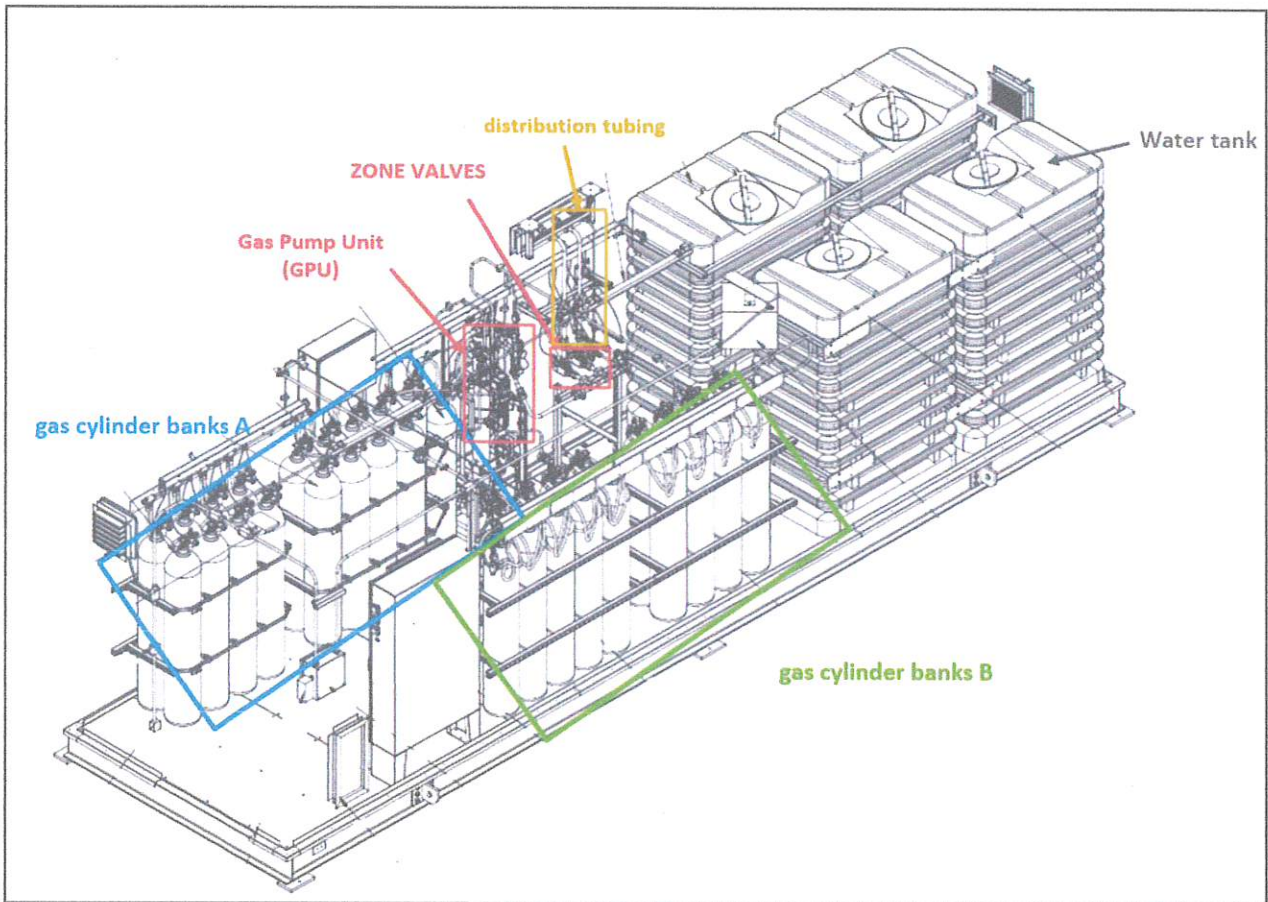 distribution tubing
Water tank
ZONE VALVES
Gas Pump Unit
(GPU)
gas cylinder banks A
gas cylinder banks B